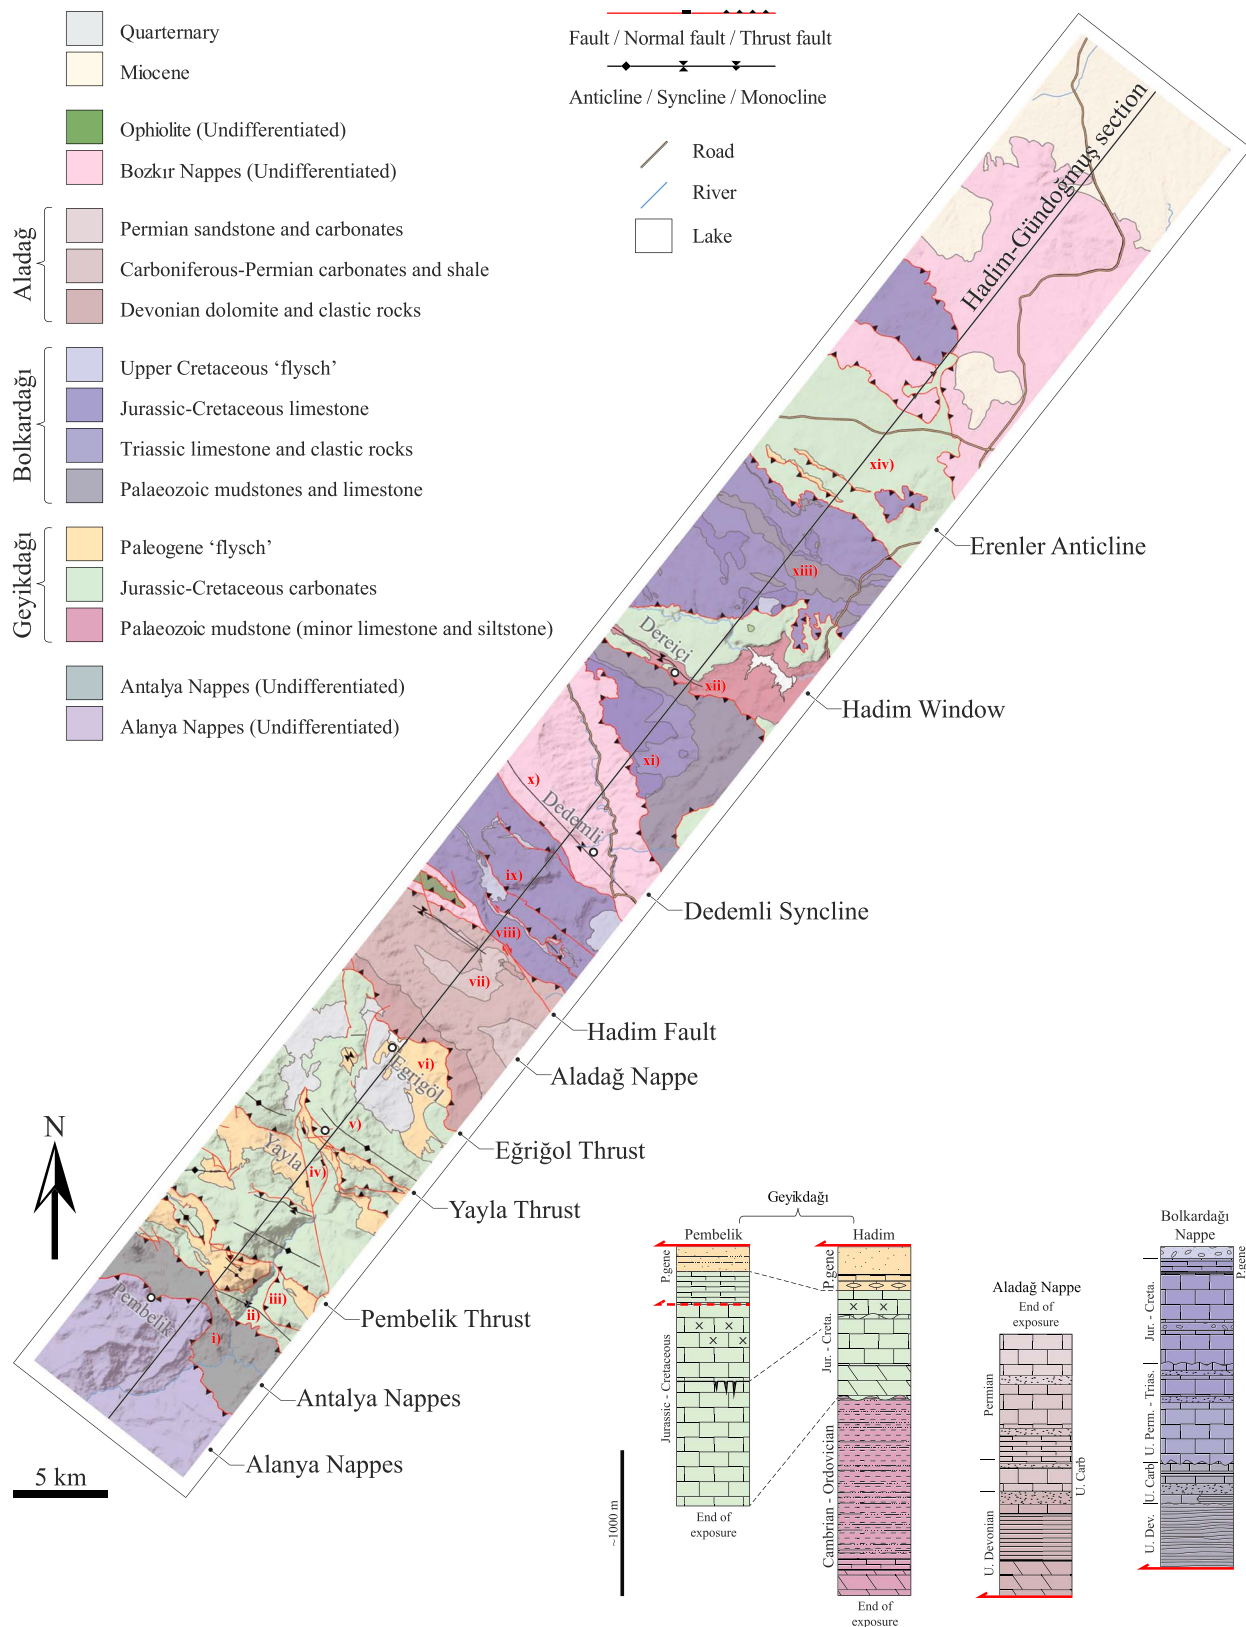 Quarternary
Miocene
Ophiolite (Undifferentiated)
Bozkır Nappes (Undifferentiated)
Aladağ
Permian sandstone and carbonates
Carboniferous-Permian carbonates and shale
Devonian dolomite and clastic rocks
Bolkardağı
Upper Cretaceous ‘flysch’
Jurassic-Cretaceous limestone
Triassic limestone and clastic rocks
Palaeozoic mudstones and limestone
Geyikdağı
Paleogene ‘flysch’
Jurassic-Cretaceous carbonates
Palaeozoic mudstone (minor limestone and siltstone)
Antalya Nappes (Undifferentiated)
Alanya Nappes (Undifferentiated)
Fault / Normal fault / Thrust fault
Anticline / Syncline / Monocline
Road
River
Lake
Hadim-Gündoğmuş section
xiv)
Erenler Anticline
xiii)
Dereiçi
xii)
Hadim Window
xi)
x)
Dedemli
ix)
Dedemli Syncline
viii)
vii)
Hadim Fault
Aladağ Nappe
vi)
Egrigöl
Eğriğol Thrust
v)
Yayla
iv)
Yayla Thrust
iii)
ii)
Pembelik Thrust
i)
Pembelik
Antalya Nappes
Alanya Nappes
N
5 km
Geyikdağı
Pembelik
Hadim
P.gene
Jurassic - Cretaceous
End of
exposure
P.gene
Jur. - Creta.
Cambrian - Ordovician
End of
exposure
~1000 m
Aladağ Nappe
End of
exposure
Permian
U. Carb
U. Devonian
Bolkardağı
Nappe
P.gene
Jur. - Creta.
U. Perm. - Trias.
U. Carb
U. Dev.